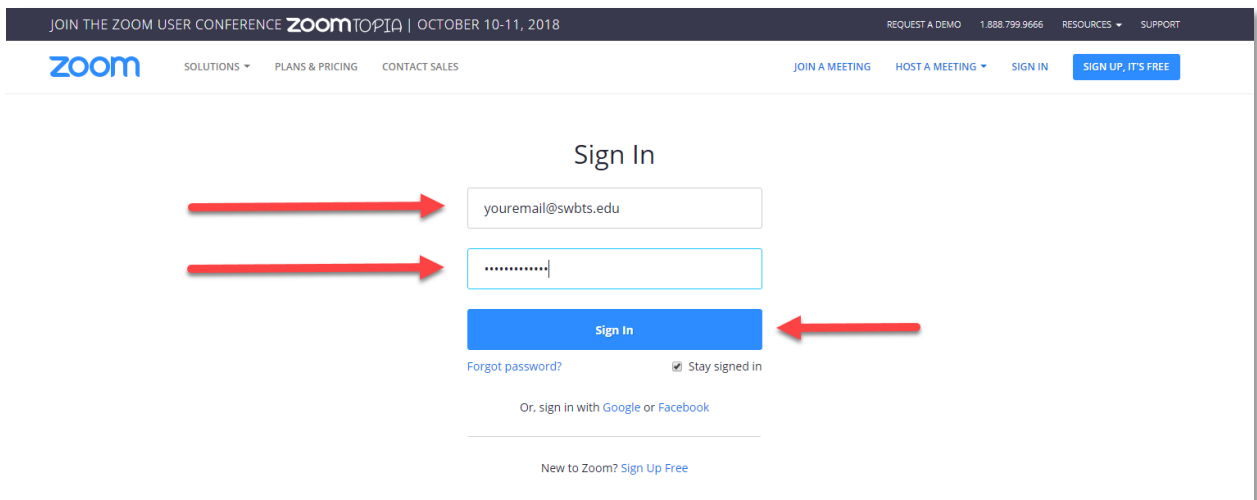 JOIN THE ZOOM USER CONFERENCE zoomTOPIA | OCTOBER 10-11, 2018 REQUEST A DEMO 1.888.799.9666 RESOURCES SUPPORT
zoom SOLUTIONS PLANS & PRICING CONTACT SALES JOIN A MEETING HOST A MEETING SIGN IN SIGN UP, IT'S FREE
Sign In
youremail@swbts.edu
•••••••••••••
Sign In
Forgot password? Stay signed in
Or, sign in with Google or Facebook
New to Zoom? Sign Up Free